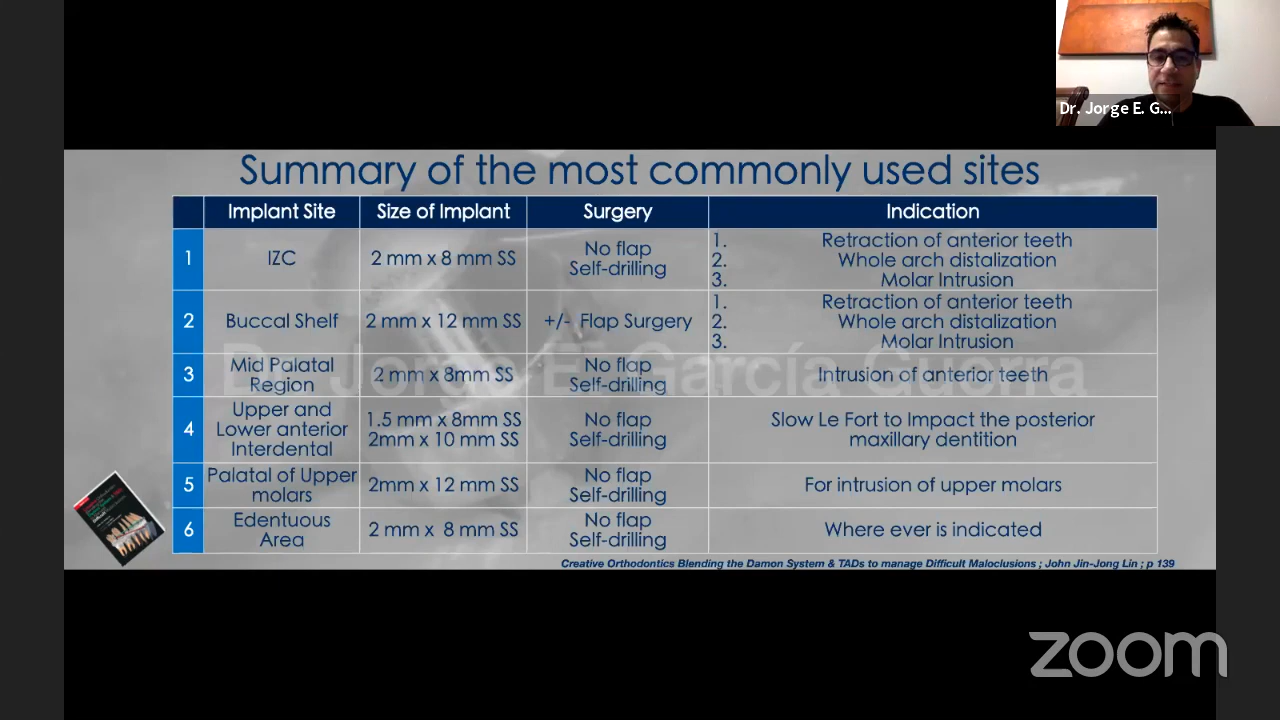 Dr. Jorge E. G...
Summary of the most commonly used sites
Implant Site Size of Implant Surgery Indication
1 IZC 2 mm x 8 mm SS No flap
Self-drilling
1. Retraction of anterior teeth
2. Whole arch distalization
3. Molar Intrusion
2 Buccal Shelf 2 mm x 12 mm SS +/- Flap Surgery
1. Retraction of anterior teeth
2. Whole arch distalization
3. Molar Intrusion
3 Mid Palatal
Region
2 mm x 8mm SS
No flap
Self-drilling
Intrusion of anterior teeth
4 Upper and
Lower anterior
Interdental
1.5 mm x 8mm SS
2mm x 10 mm SS
No flap
Self-drilling
Slow Le Fort to Impact the posterior
maxillary dentition
5 Palatal of Upper
molars
2mm x 12 mm SS
No flap
Self-drilling
For intrusion of upper molars
6 Edentuous
Area
2 mm x 8 mm SS
No flap
Self-drilling
Where ever is indicated
Dr. Jorge E. García Guerra
Creative Orthodontics Blending the Damon System & TADs to manage Difficult Maloclusions ; John Jin-Jong Lin ; p 139
zoom